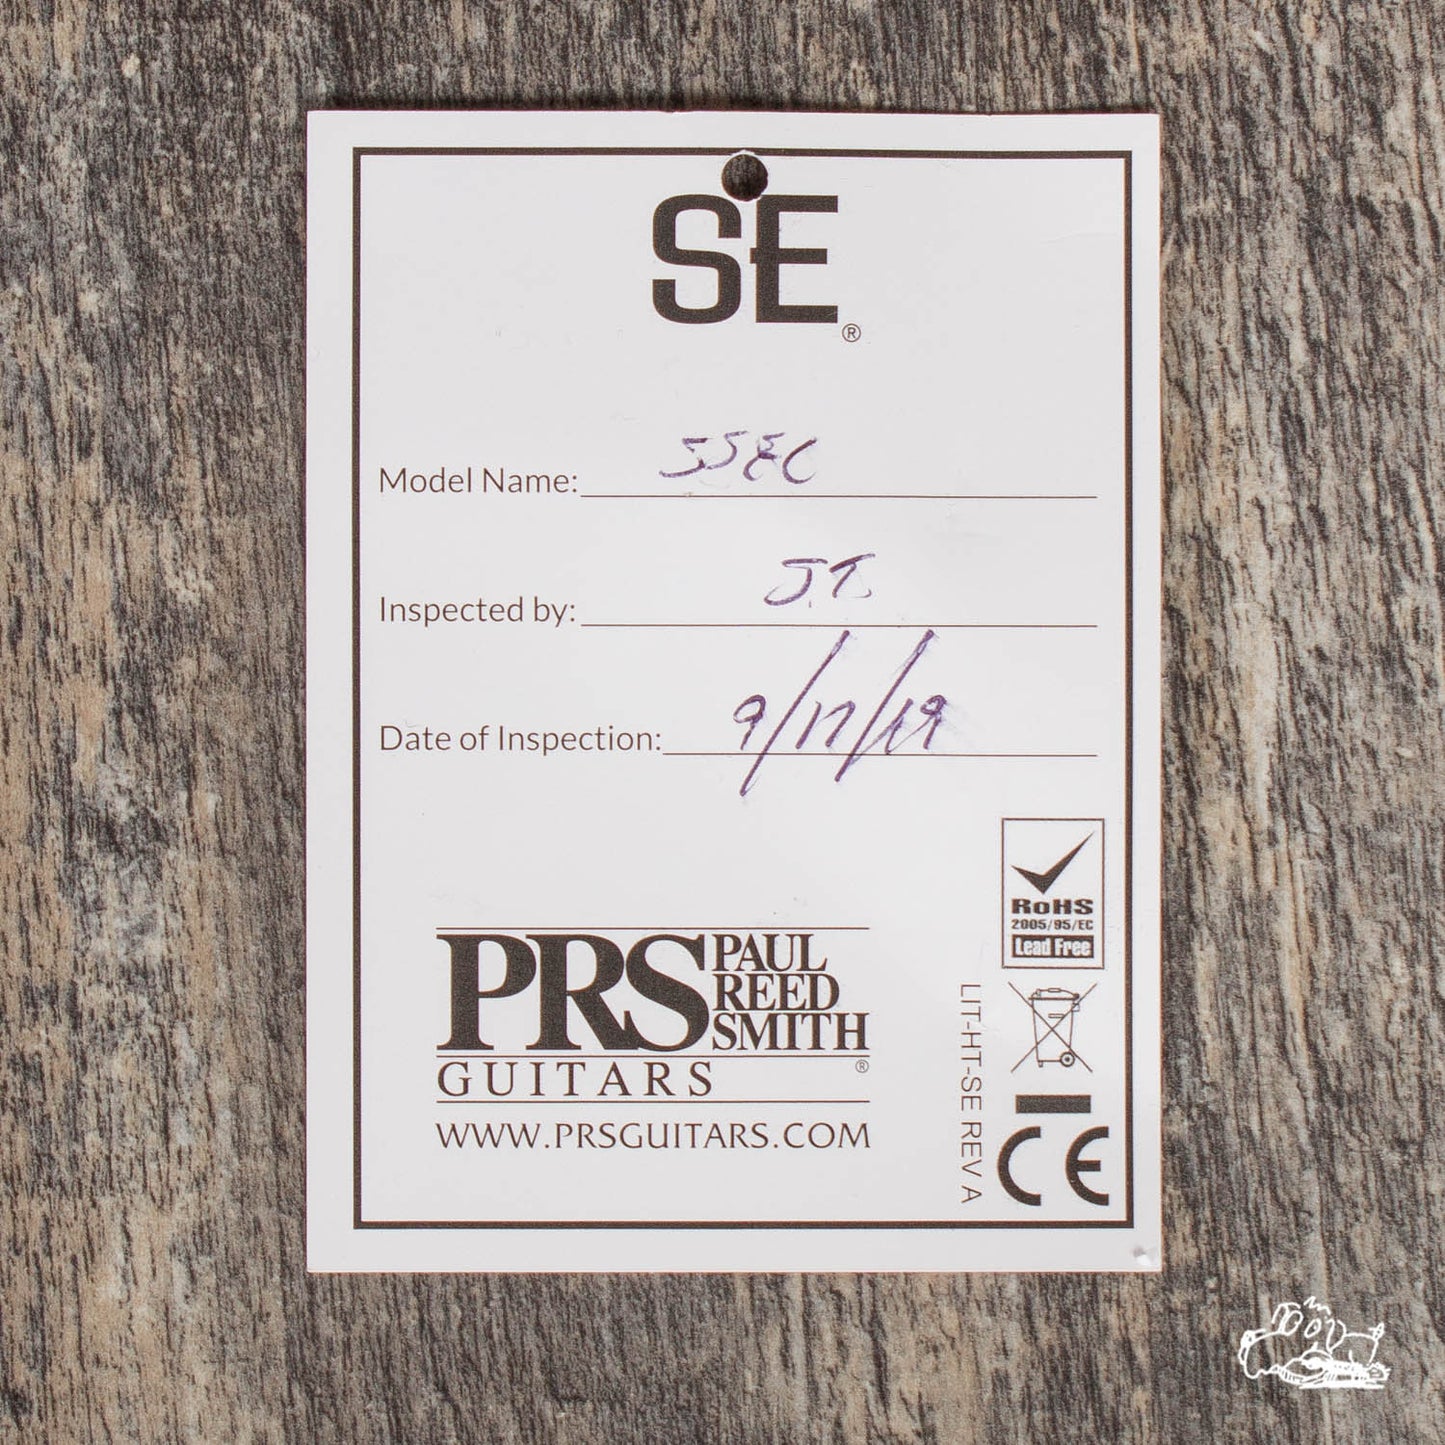 SE®
Model Name: SSEC
Inspected by: J.T.
Date of Inspection: 9/17/19
RoHS
2005/95/EC
Lead Free
PRS PAUL REED SMITH®
GUITARS
WWW.PRSGUITARS.COM
LIT-HT-SE REV A
CE